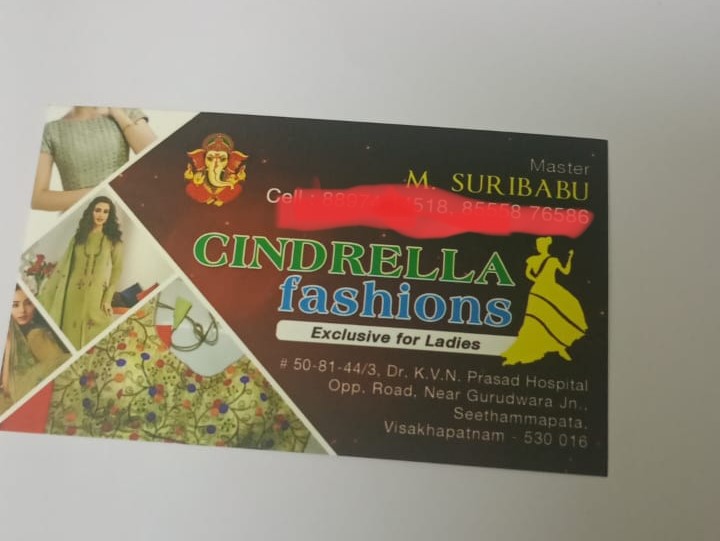 Master
M. SURIBABU
Cell :
CINDRELLA
fashions
Exclusive for Ladies
# 50-81-44/3, Dr. K.V.N. Prasad Hospital
Opp. Road, Near Gurudwara Jn.,
Seethammapata,
Visakhapatnam - 530 016